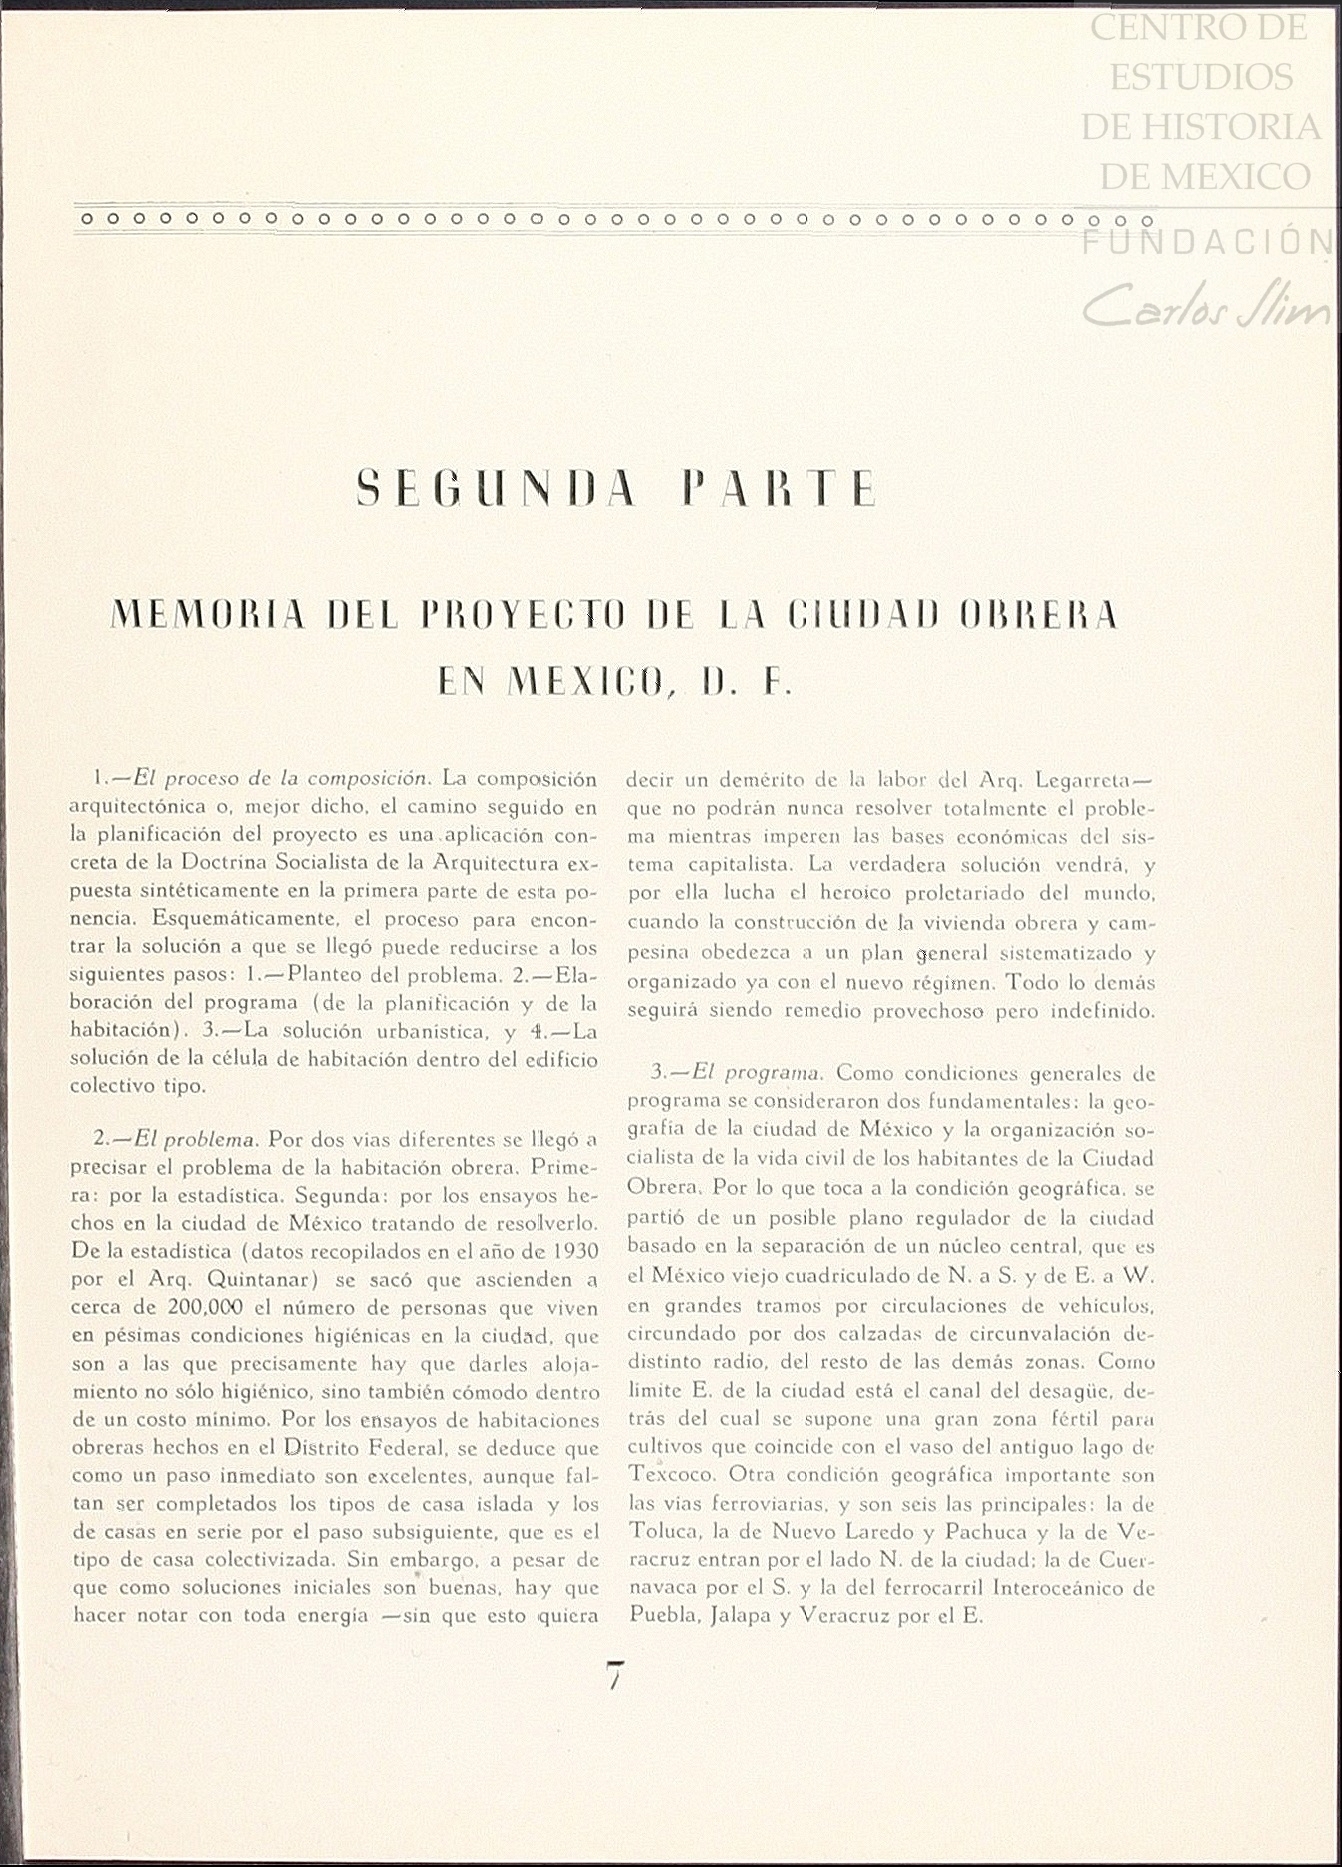 CENTRO DE
ESTUDIOS
DE HISTORIA
DE MEXICO
FUNDACIÓN
Carlos Slim
SEGUNDA PARTE
MEMORIA DEL PROYECTO DE LA CIUDAD OBRERA
EN MEXICO, D. F.
1.—El proceso de la composición. La composición
arquitectónica o, mejor dicho, el camino seguido en
la planificación del proyecto es una aplicación con-
creta de la Doctrina Socialista de la Arquitectura ex-
puesta sintéticamente en la primera parte de esta po-
nencia. Esquemáticamente, el proceso para encon-
trar la solución a que se llegó puede reducirse a los
siguientes pasos: 1.—Planteo del problema. 2.—Ela-
boración del programa (de la planificación y de la
habitación). 3.—La solución urbanística, y 4.—La
solución de la célula de habitación dentro del edificio
colectivo tipo.
2.—El problema. Por dos vias diferentes se llegó a
precisar el problema de la habitación obrera. Prime-
ra: por la estadística. Segunda: por los ensayos he-
chos en la ciudad de México tratando de resolverlo.
De la estadística (datos recopilados en el año de 1930
por el Arq. Quintanar) se sacó que ascienden a
cerca de 200,000 el número de personas que viven
en pésimas condiciones higiénicas en la ciudad, que
son a las que precisamente hay que darles aloja-
miento no sólo higiénico, sino también cómodo dentro
de un costo mínimo. Por los ensayos de habitaciones
obreras hechos en el Distrito Federal, se deduce que
como un paso inmediato son excelentes, aunque fal-
tan ser completados los tipos de casa islada y los
de casas en serie por el paso subsiguiente, que es el
tipo de casa colectivizada. Sin embargo, a pesar de
que como soluciones iniciales son buenas, hay que
hacer notar con toda energía —sin que esto quiera
decir un demérito de la labor del Arq. Legarreta—
que no podrán nunca resolver totalmente el proble-
ma mientras imperen las bases económicas del sis-
tema capitalista. La verdadera solución vendrá, y
por ella lucha el heroico proletariado del mundo,
cuando la construcción de la vivienda obrera y cam-
pesina obedezca a un plan general sistematizado y
organizado ya con el nuevo régimen. Todo lo demás
seguirá siendo remedio provechoso pero indefinido.
3.—El programa. Como condiciones generales de
programa se consideraron dos fundamentales: la geo-
grafía de la ciudad de México y la organización so-
cialista de la vida civil de los habitantes de la Ciudad
Obrera. Por lo que toca a la condición geográfica, se
partió de un posible plano regulador de la ciudad
basado en la separación de un núcleo central, que es
el México viejo cuadriculado de N. a S. y de E. a W.
en grandes tramos por circulaciones de vehículos,
circundado por dos calzadas de circunvalación de-
distinto radio, del resto de las demás zonas. Como
límite E. de la ciudad está el canal del desagüe, de-
trás del cual se supone una gran zona fértil para
cultivos que coincide con el vaso del antiguo lago de
Texcoco. Otra condición geográfica importante son
las vias ferroviarias, y son seis las principales: la de
Toluca, la de Nuevo Laredo y Pachuca y la de Ve-
racruz entran por el lado N. de la ciudad; la de Cuer-
navaca por el S. y la del ferrocarril Interoceánico de
Puebla, Jalapa y Veracruz por el E.
7